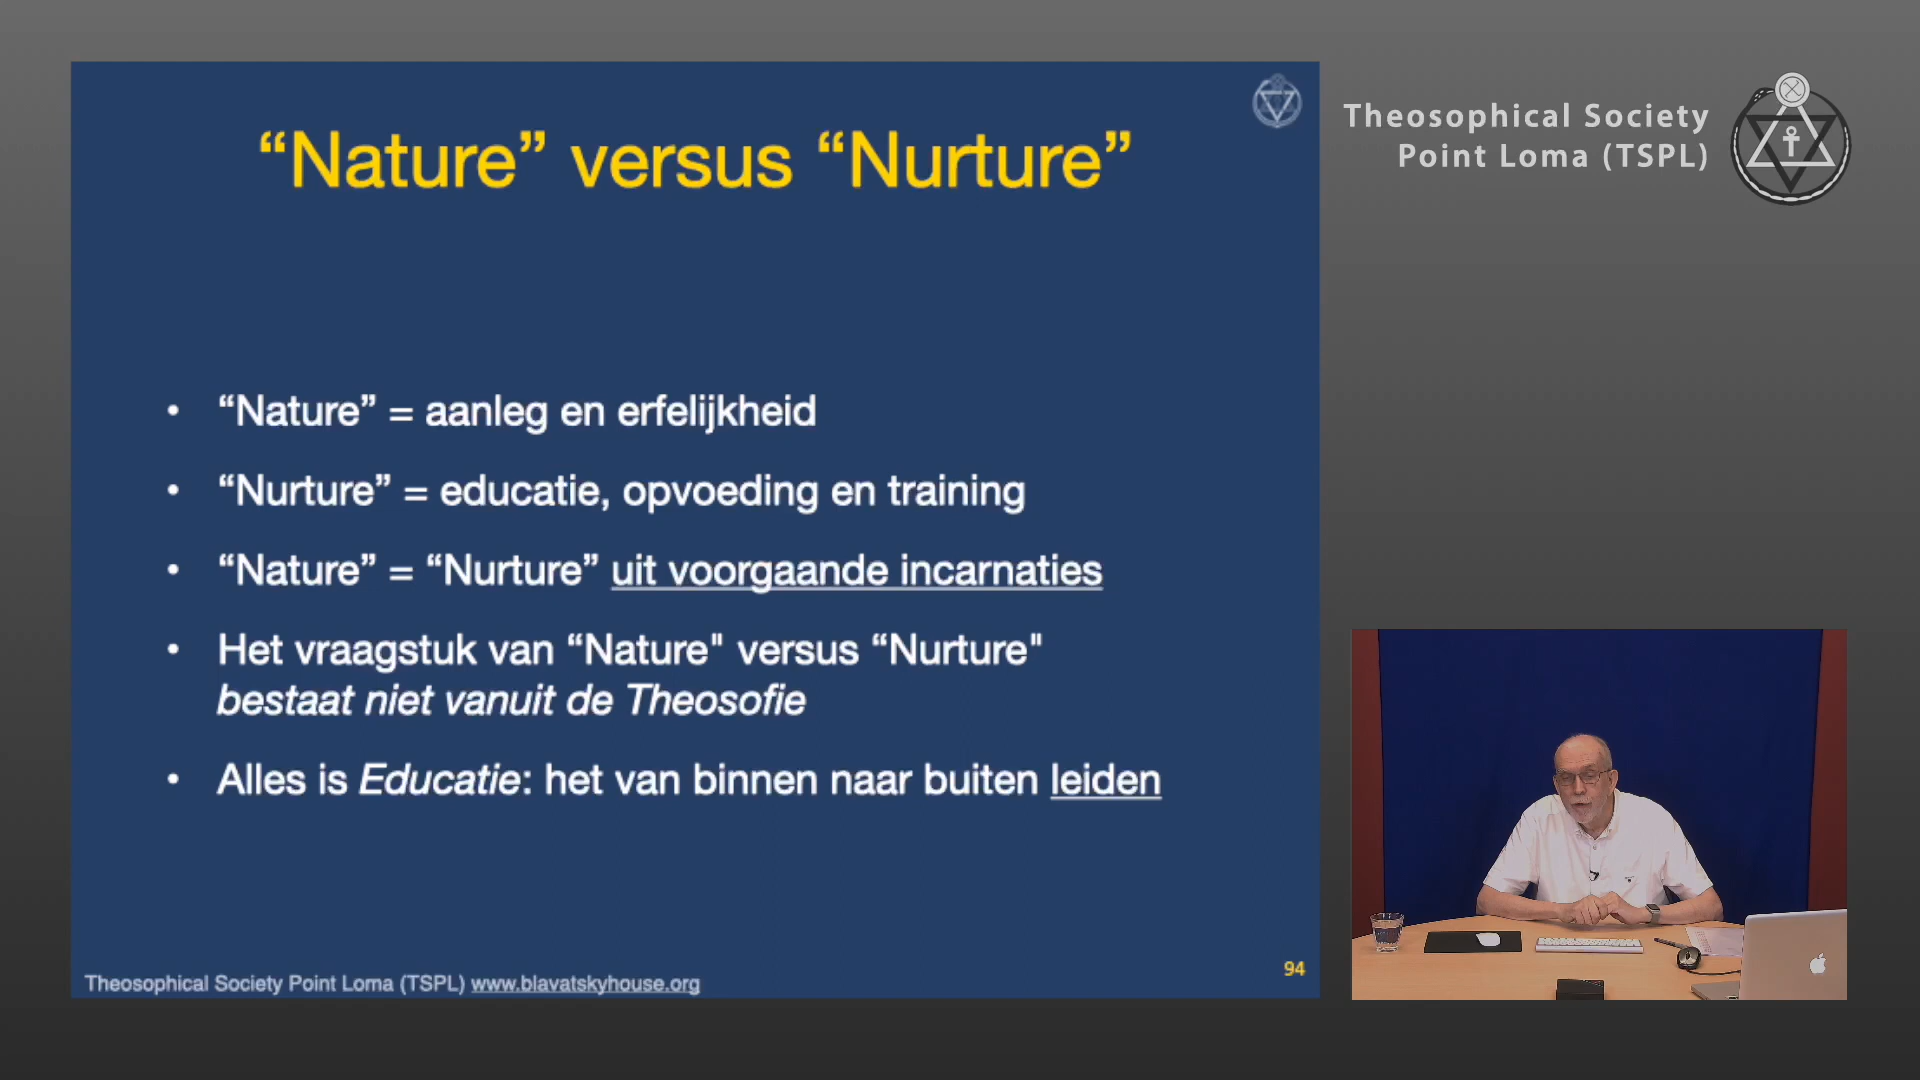 “Nature” versus “Nurture”
• “Nature” = aanleg en erfelijkheid
• “Nurture” = educatie, opvoeding en training
• “Nature” = “Nurture” uit voorgaande incarnaties
• Het vraagstuk van “Nature" versus “Nurture"
bestaat niet vanuit de Theosofie
• Alles is Educatie: het van binnen naar buiten leiden
Theosophical Society Point Loma (TSPL) www.blavatskyhouse.org
94
Theosophical Society
Point Loma (TSPL)